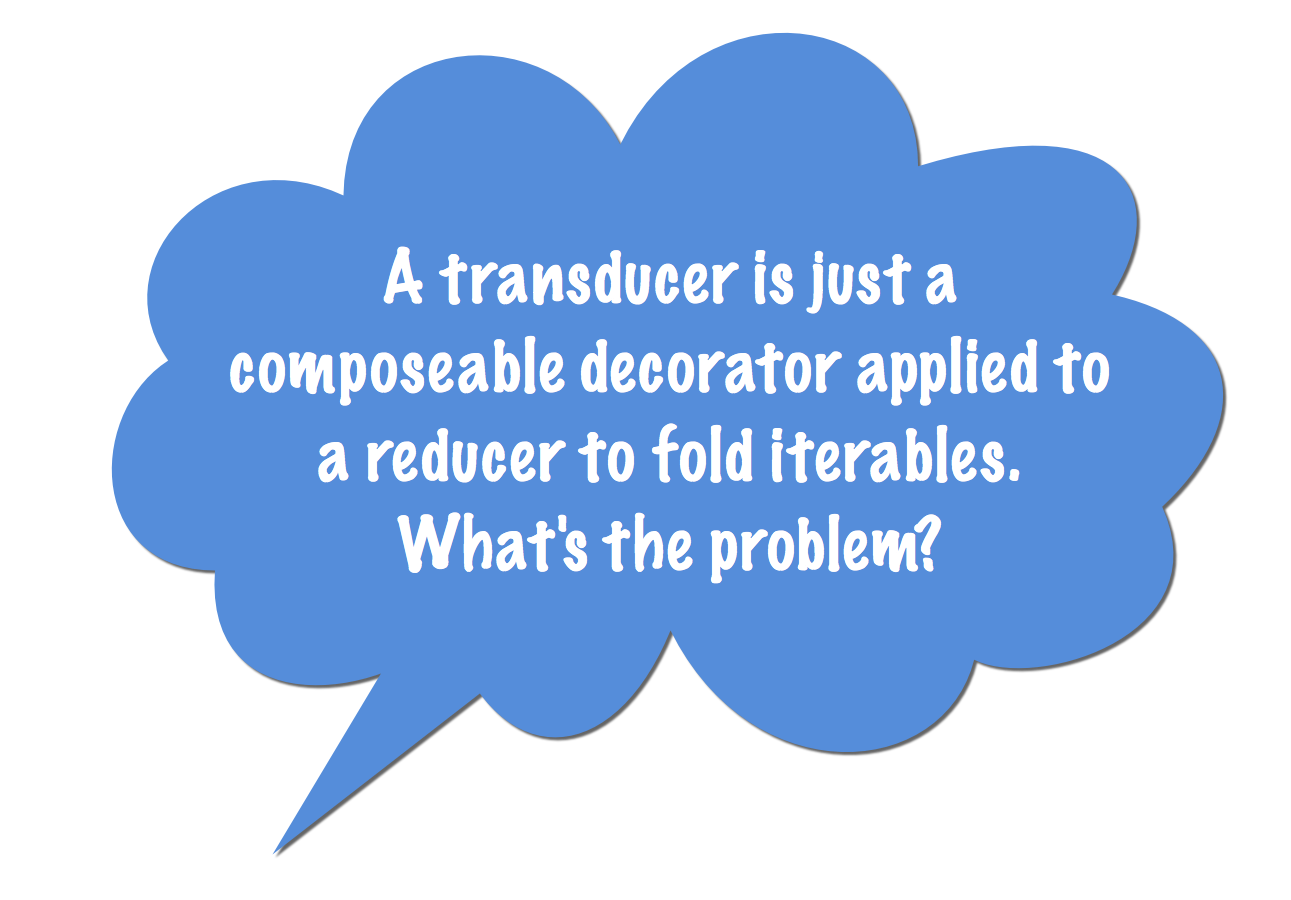 A transducer is just a
composeable decorator applied to
a reducer to fold iterables.
What's the problem?